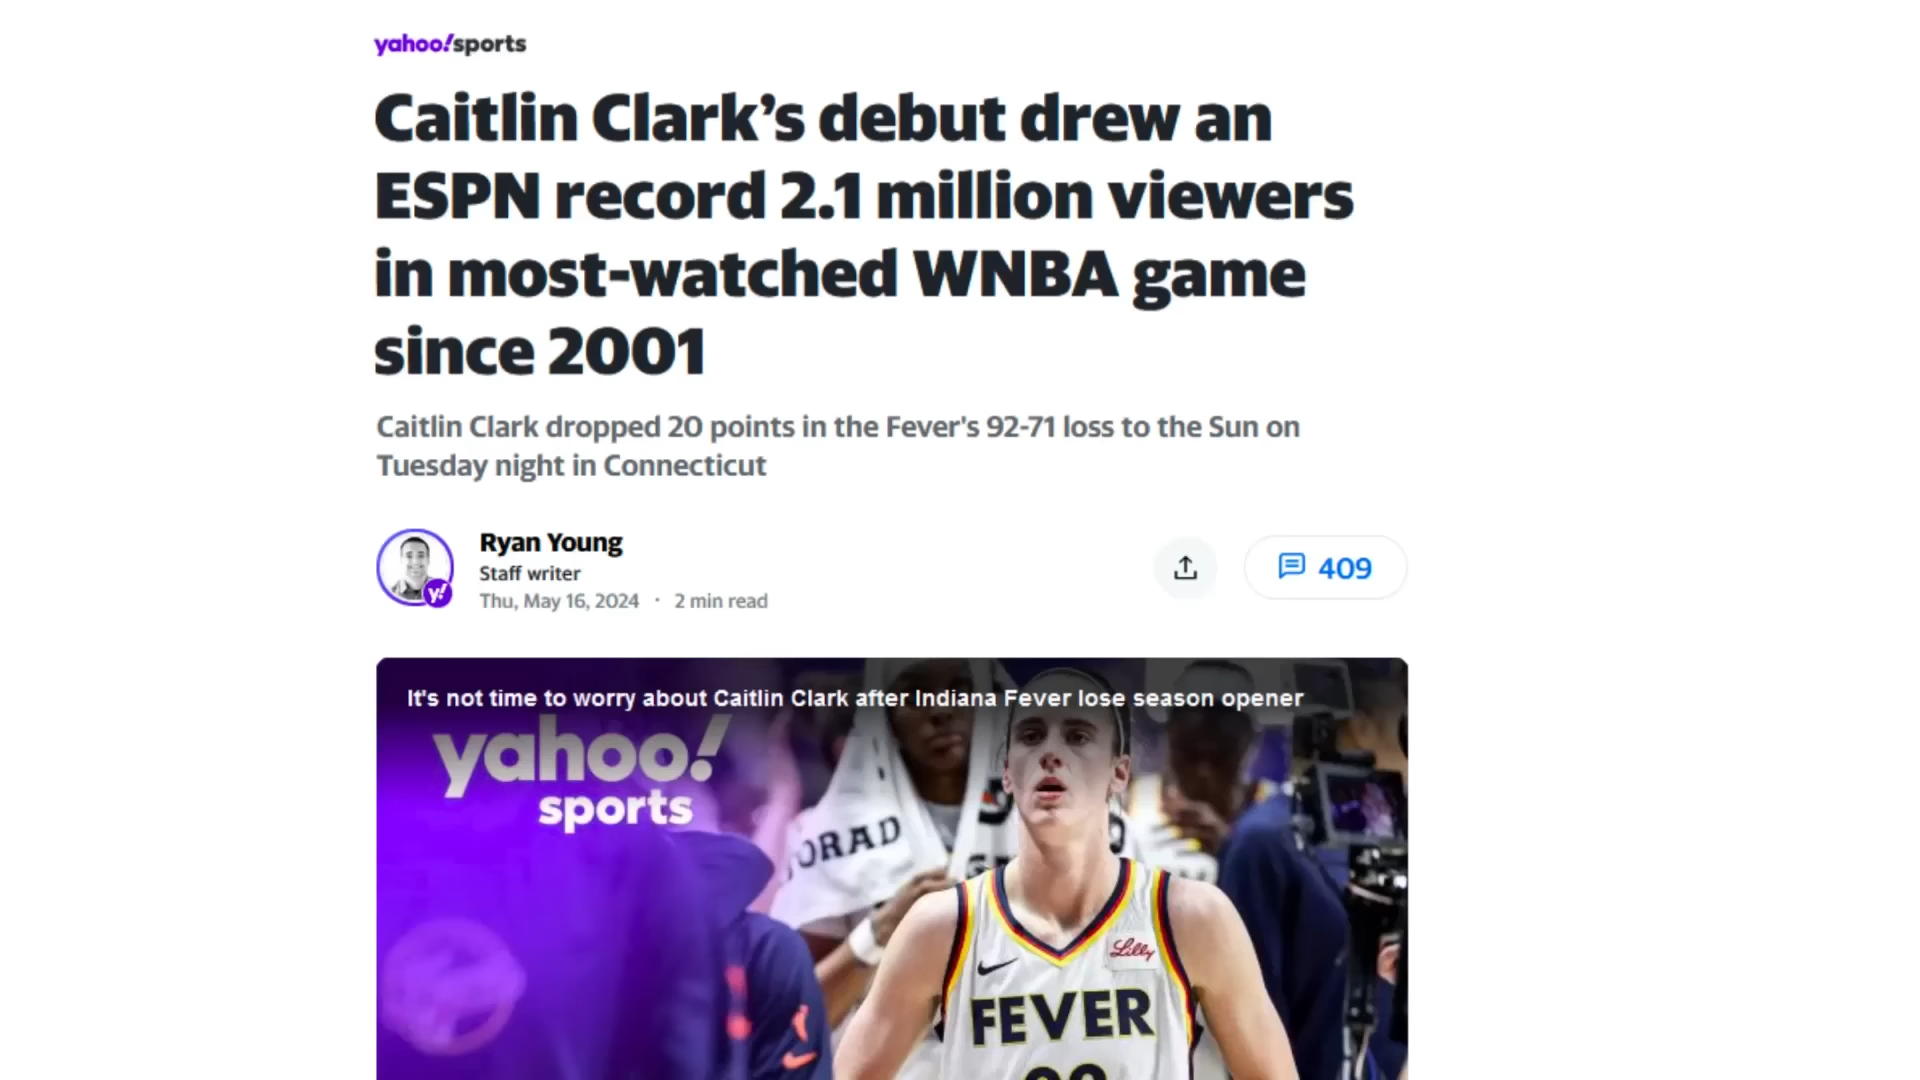 yahoo!sports
Caitlin Clark’s debut drew an
ESPN record 2.1 million viewers
in most-watched WNBA game
since 2001
Caitlin Clark dropped 20 points in the Fever's 92-71 loss to the Sun on
Tuesday night in Connecticut
Ryan Young
Staff writer
Thu, May 16, 2024 · 2 min read
409
y!
It's not time to worry about Caitlin Clark after Indiana Fever lose season opener
yahoo!
sports
ORAD
Lilly
FEVER